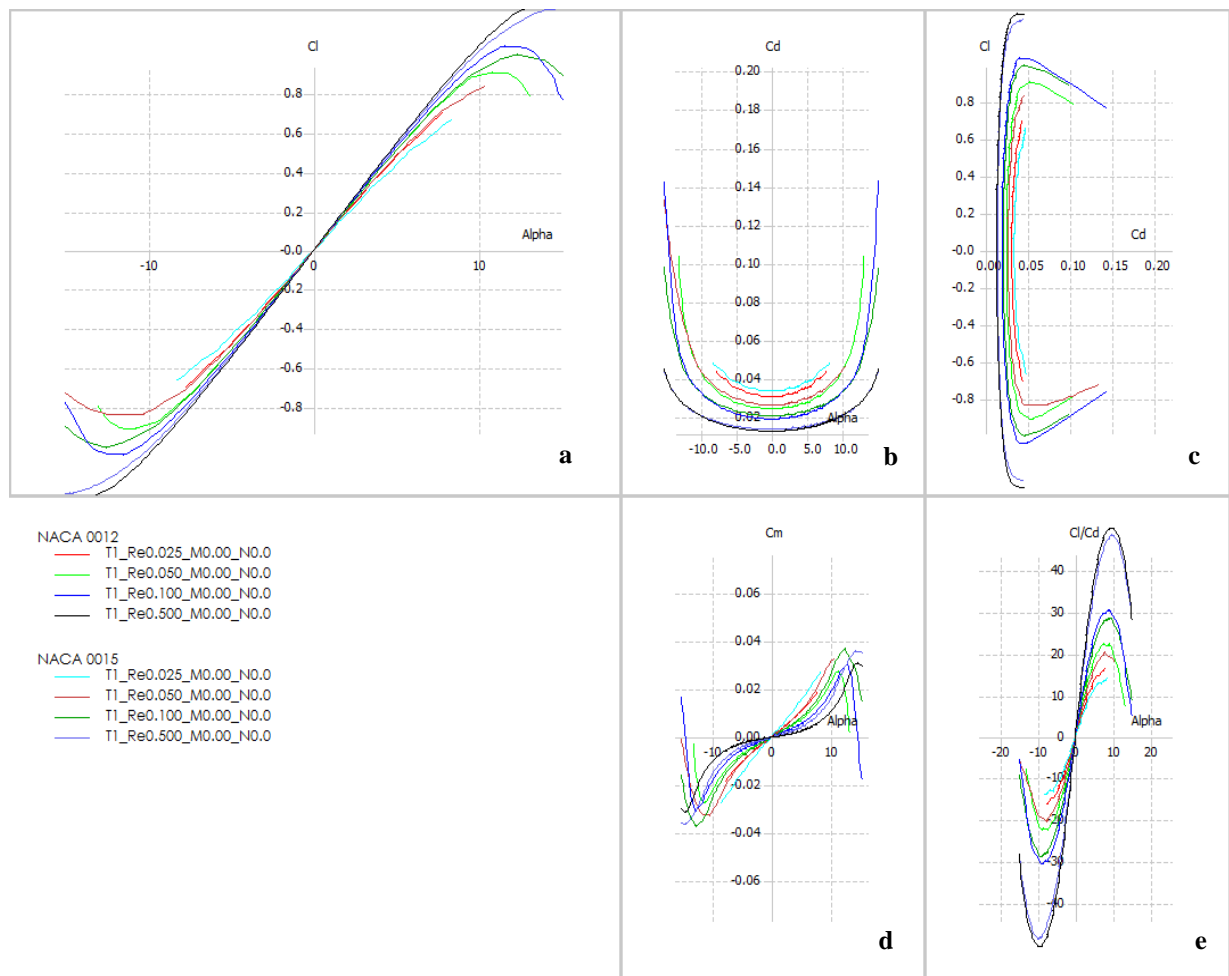 Cl
0.8
0.6
0.4
0.2
Alpha
-0.0
-10
0
10
-0.2
-0.4
-0.6
-0.8
a
Cd
0.20
0.18
0.16
0.14
0.12
0.10
0.08
0.06
0.04
0.02
Alpha
-10.0
-5.0
0.0
5.0
10.0
b
Cl
0.8
0.6
0.4
0.2
Cd
-0.0
0.00
0.05
0.10
0.15
0.20
-0.2
-0.4
-0.6
-0.8
c
NACA 0012
T1_Re0.025_M0.00_N0.0
T1_Re0.050_M0.00_N0.0
T1_Re0.100_M0.00_N0.0
T1_Re0.500_M0.00_N0.0
NACA 0015
T1_Re0.025_M0.00_N0.0
T1_Re0.050_M0.00_N0.0
T1_Re0.100_M0.00_N0.0
T1_Re0.500_M0.00_N0.0
Cm
0.06
0.04
0.02
Alpha
0.00
-10
0
10
-0.02
-0.04
-0.06
d
Cl/Cd
40
30
20
10
Alpha
-20
-10
0
10
20
-10
-20
-30
-40
e